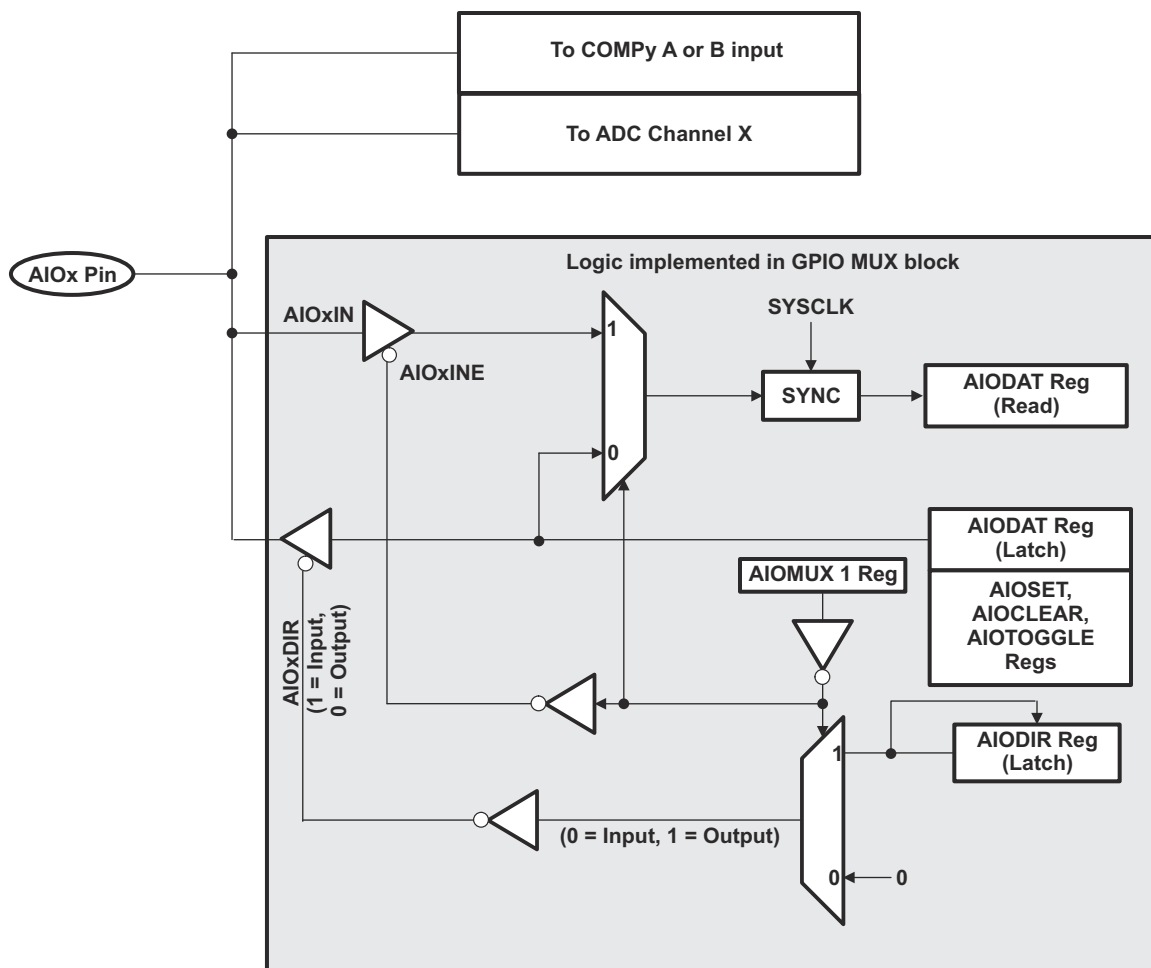 To COMPy A or B input
To ADC Channel X
AIOx Pin
Logic implemented in GPIO MUX block
AIOxIN
AIOxINE
1
0
SYSCLK
SYNC
AIODAT Reg
(Read)
AIODAT Reg
(Latch)
AIOSET,
AIOCLEAR,
AIOTOGGLE
Regs
AIOMUX 1 Reg
AIOxDIR
(1 = Input,
0 = Output)
1
AIODIR Reg
(Latch)
(0 = Input, 1 = Output)
0
0